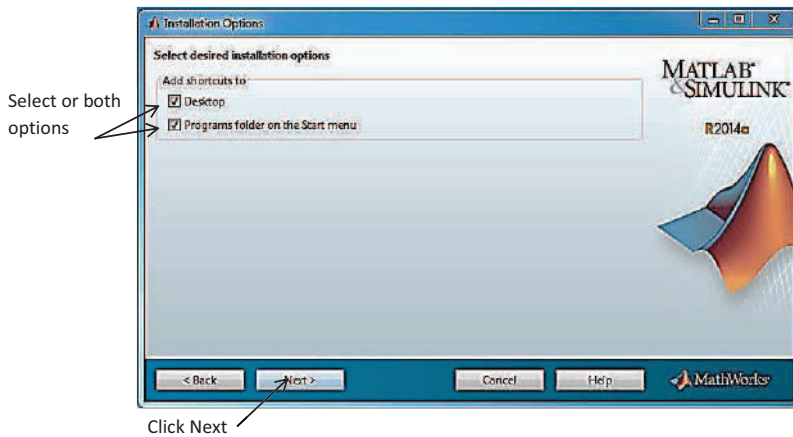 Installation Options
Select desired installation options
Add shortcuts to
Desktop
Programs folder on the Start menu
Select or both
options
MATLAB
&SIMULINK
R2014a
< Back
Next >
Cancel
Help
MathWorks
Click Next